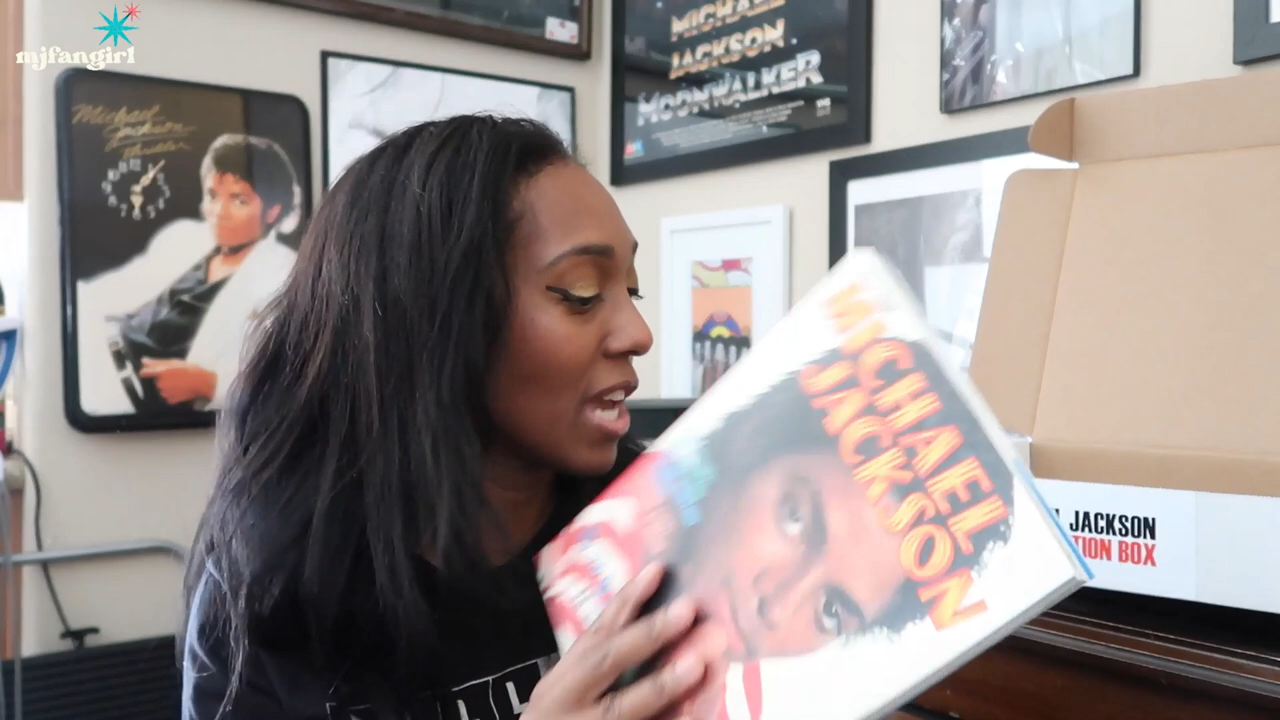 mjfangirl
Michael
Jackson
Thriller
MICHAEL
JACKSON
MOONWALKER
MICHAEL
JACKSON
JACKSON
TION BOX